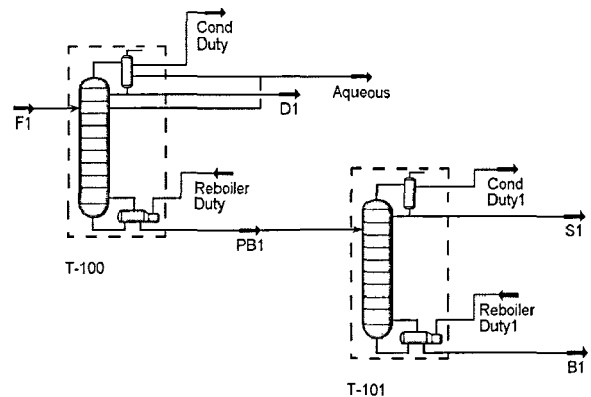 Cond
Duty
Aqueous
D1
F1
Reboiler
Duty
PB1
T-100
Cond
Duty1
S1
Reboiler
Duty1
B1
T-101